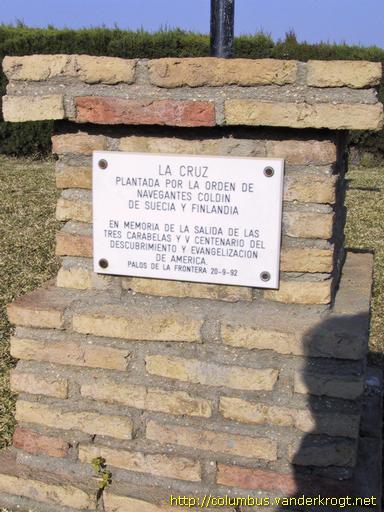 LA CRUZ
PLANTADA POR LA ORDEN DE
NAVEGANTES COLDIN
DE SUECIA Y FINLANDIA
EN MEMORIA DE LA SALIDA DE LAS
TRES CARABELAS Y V CENTENARIO DEL
DESCUBRIMIENTO Y EVANGELIZACION
DE AMERICA.
PALOS DE LA FRONTERA 20-9-92
http://columbus.vanderkrogt.net